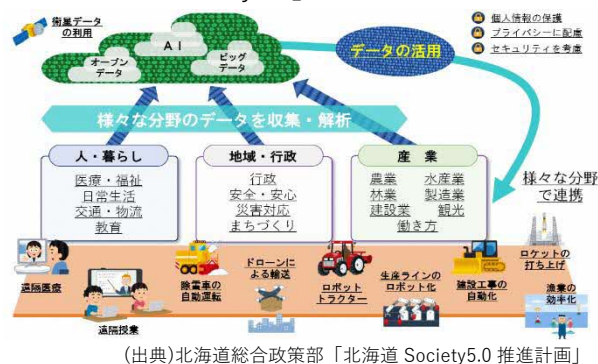 衛星データ
の利用
AI
オープン
データ
ビッグ
データ
データの活用
個人情報の保護
プライバシーに配慮
セキュリティを考慮
様々な分野のデータを収集・解析
人・暮らし
医療・福祉
日常生活
交通・物流
教育
地域・行政
行政
安全・安心
災害対応
まちづくり
産業
農業 水産業
林業 製造業
建設業 観光
働き方
様々な分野
で連携
遠隔医療
遠隔授業
除雪車の
自動運転
ドローンに
よる輸送
ロボット
トラクター
生産ラインの
ロボット化
建設工事の
自動化
ロケットの
打ち上げ
漁業の
効率化
(出典)北海道総合政策部「北海道 Society5.0 推進計画」